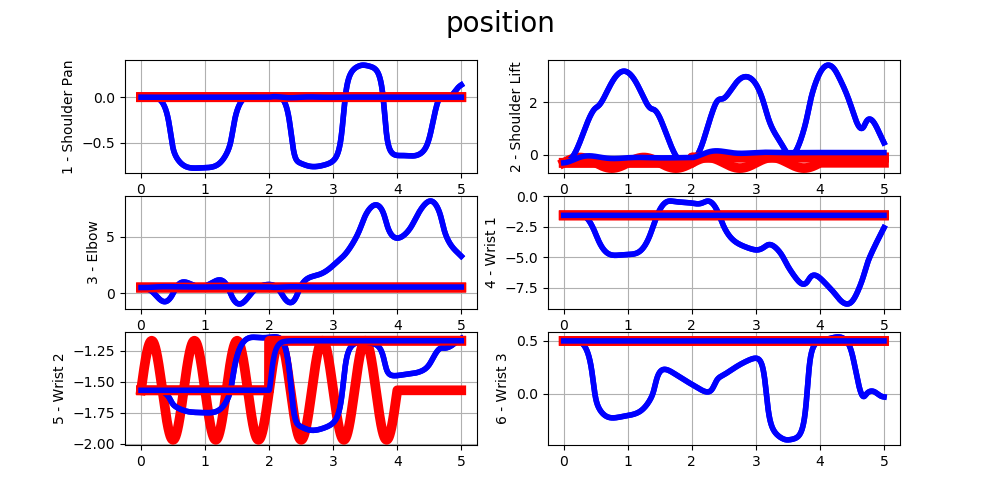 position
1 - Shoulder Pan
0.0
−0.5
0 1 2 3 4 5
2 - Shoulder Lift
2
0
0 1 2 3 4 5
3 - Elbow
5
0
0 1 2 3 4 5
4 - Wrist 1
0.0
−2.5
−5.0
−7.5
0 1 2 3 4 5
5 - Wrist 2
−1.25
−1.50
−1.75
−2.00
0 1 2 3 4 5
6 - Wrist 3
0.5
0.0
0 1 2 3 4 5